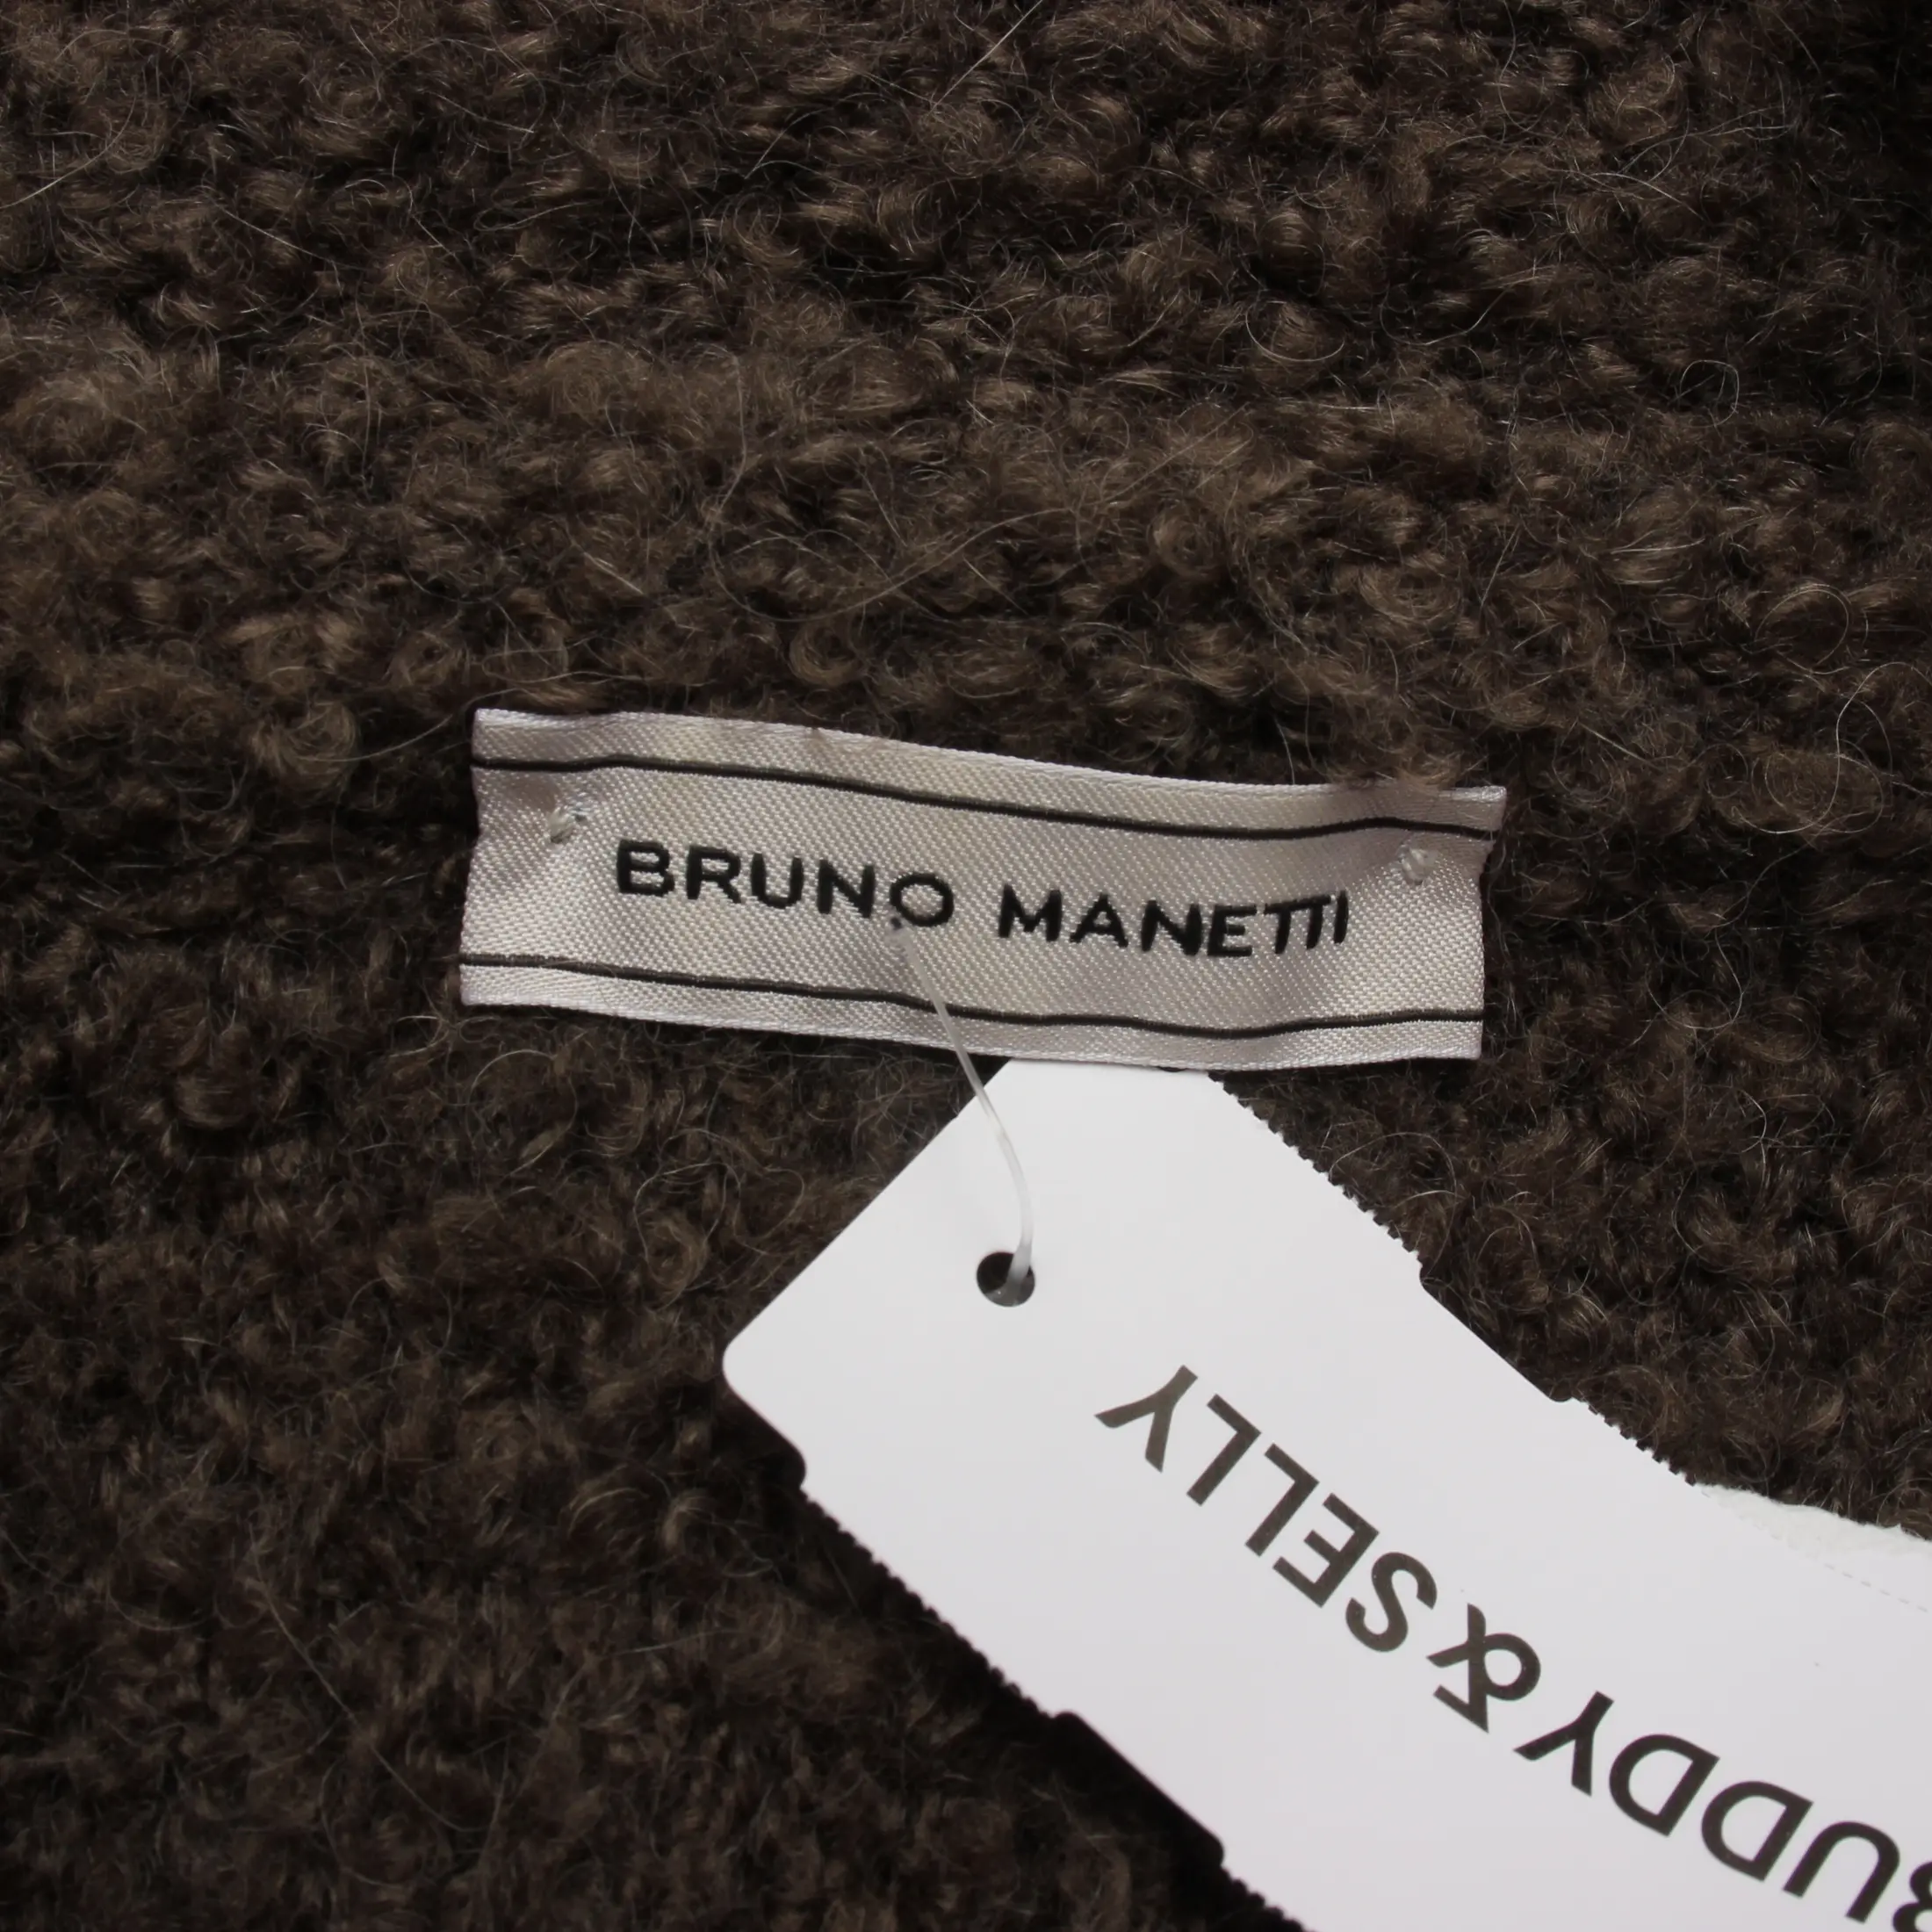 BRUNO MANETTI
BUDDY & SELLY